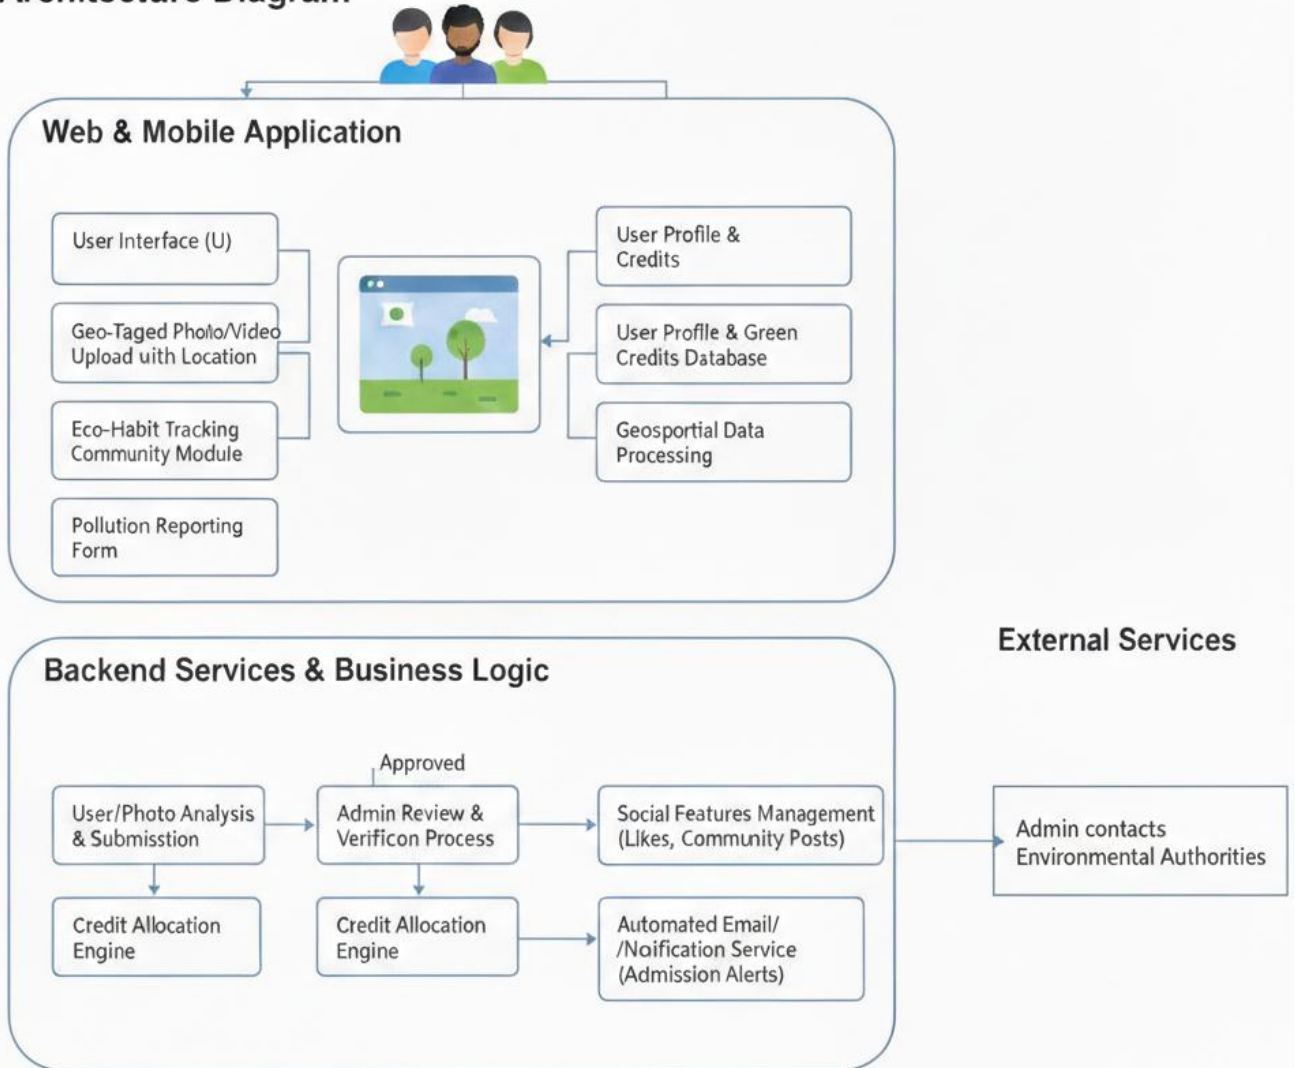 Architecture Diagram
Web & Mobile Application
User Interface (U)
Geo-Taged Photo/Video
Upload uith Location
Eco-Habit Tracking
Community Module
Pollution Reporting
Form
User Profile &
Credits
User Profile & Green
Credits Database
Geosportial Data
Processing
External Services
Backend Services & Business Logic
Approved
User/Photo Analysis
& Submisstion
Admin Review &
Verificon Process
Social Features Management
(Likes, Community Posts)
Admin contacts
Environmental Authorities
Credit Allocation
Engine
Credit Allocation
Engine
Automated Email/
/Noification Service
(Admission Alerts)